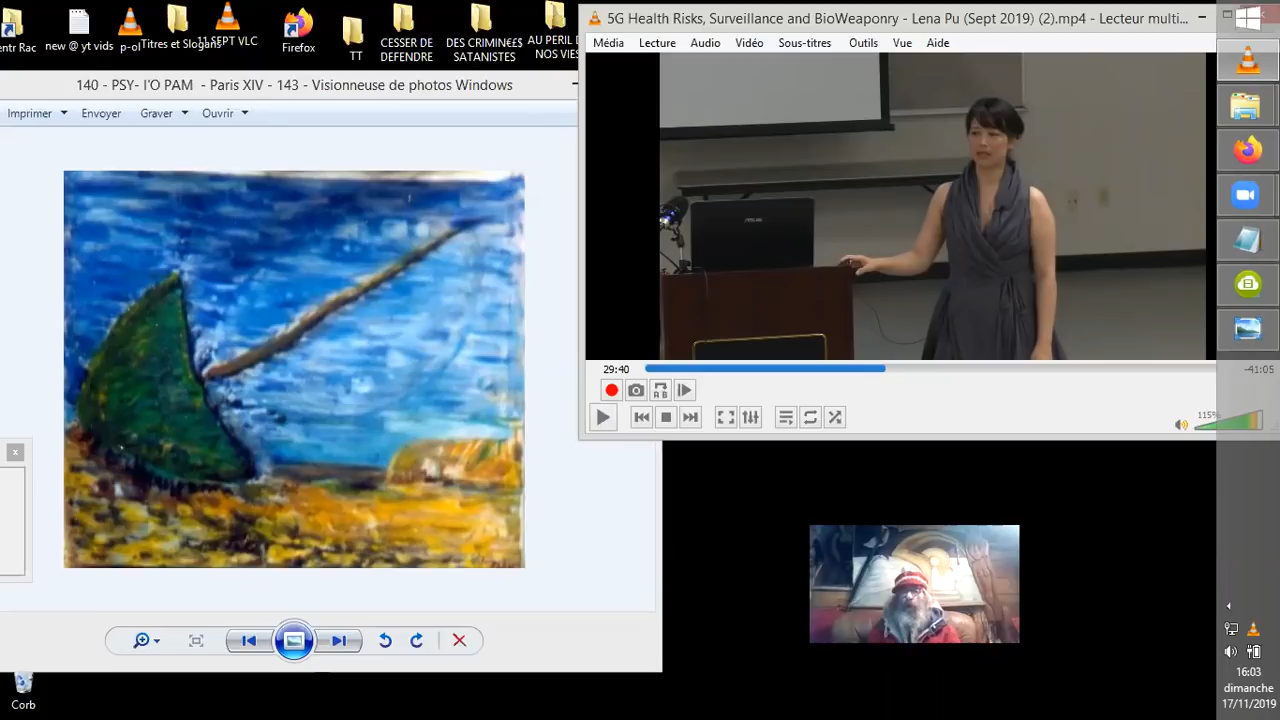 entr Rac
new @ yt vids
p-ol
Titres et Slogans
11 SEPT VLC
Firefox
TT
CESSER DE
DEFENDRE
DES CRIMIN€£$
SATANISTES
AU PERIL D
NOS VIES
5G Health Risks, Surveillance and BioWeaponry - Lena Pu (Sept 2019) (2).mp4 - Lecteur multi...
Média Lecture Audio Vidéo Sous-titres Outils Vue Aide
140 - PSY- l'O PAM - Paris XIV - 143 - Visionneuse de photos Windows
Imprimer Envoyer Graver Ouvrir
ASUS
29:40
-41:05
AB
115%
16:03
dimanche
17/11/2019
Corb